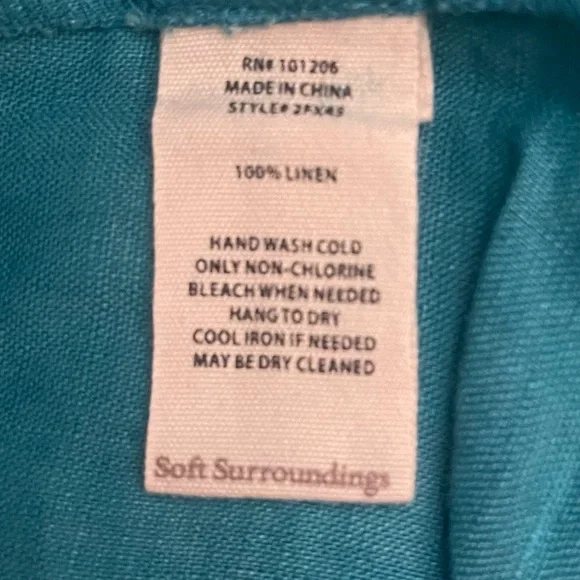 RN# 101206
MADE IN CHINA
STYLE# 2FX49
100% LINEN
HAND WASH COLD
ONLY NON-CHLORINE
BLEACH WHEN NEEDED
HANG TO DRY
COOL IRON IF NEEDED
MAY BE DRY CLEANED
Soft Surroundings